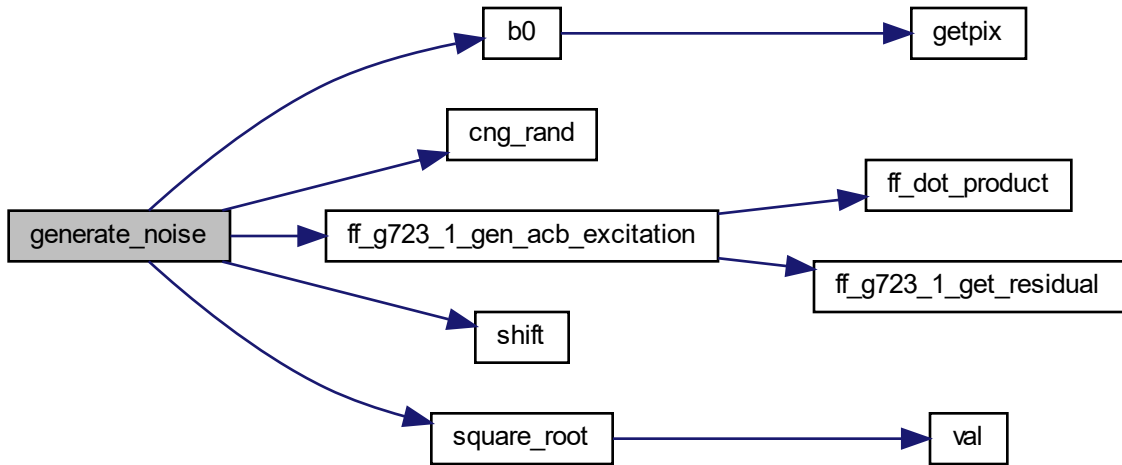 b0
getpix
cng_rand
ff_dot_product
generate_noise
ff_g723_1_gen_acb_excitation
ff_g723_1_get_residual
shift
square_root
val